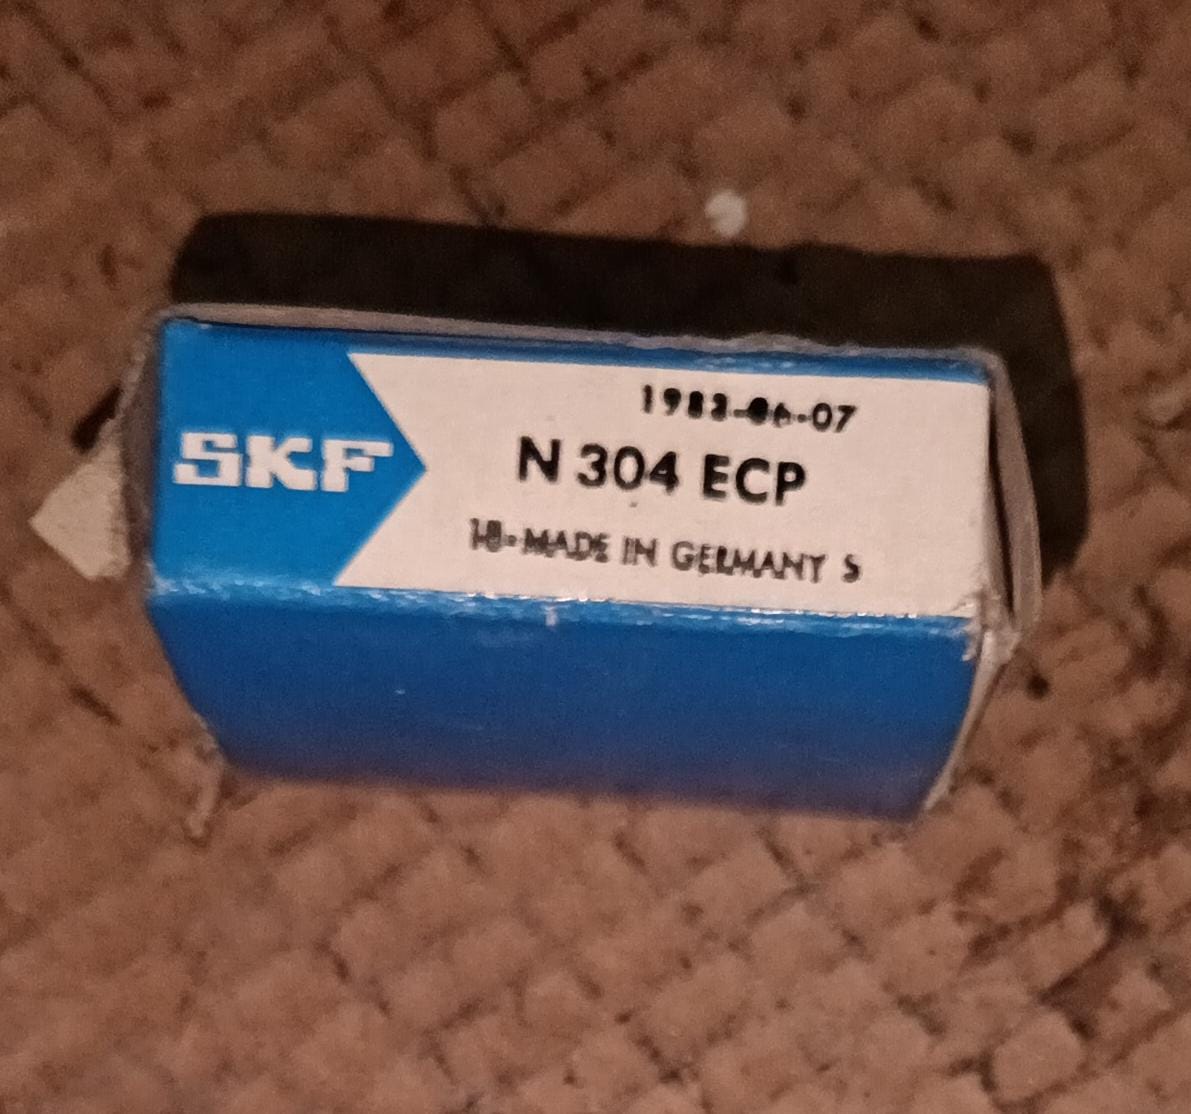 SKF
N 304 ECP
MADE IN GERMANY S